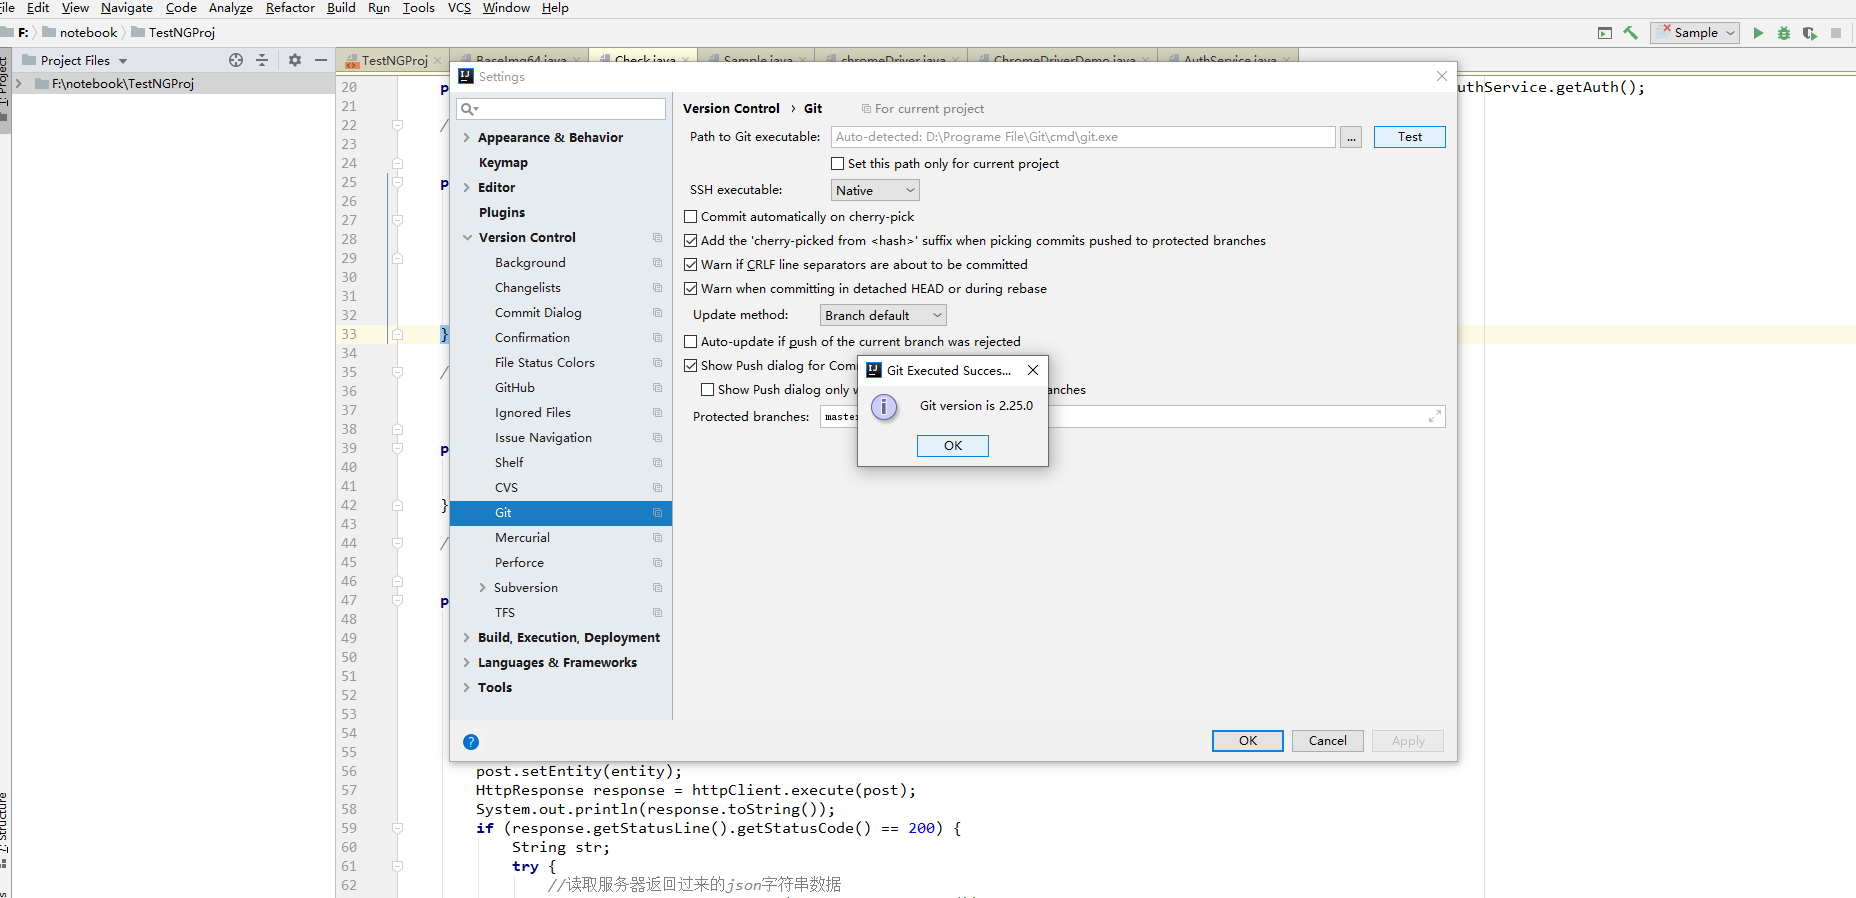 File Edit View Navigate Code Analyze Refactor Build Run Tools VCS Window Help
F: notebook TestNGProj
Sample
Project Files
TestNGProj BaseImg64.java Check.java Sample.java chromeDriver.java ChromeDriverDemo.java AuthService.java
1: Project
F:\notebook\TestNGProj
Settings
Appearance & Behavior
Keymap
Editor
Plugins
Version Control
Background
Changelists
Commit Dialog
Confirmation
File Status Colors
GitHub
Ignored Files
Issue Navigation
Shelf
CVS
Git
Mercurial
Perforce
Subversion
TFS
Build, Execution, Deployment
Languages & Frameworks
Tools
Version Control › Git For current project
Path to Git executable: Auto-detected: D:\Programe File\Git\cmd\git.exe ... Test
Set this path only for current project
SSH executable: Native
Commit automatically on cherry-pick
Add the 'cherry-picked from <hash>' suffix when picking commits pushed to protected branches
Warn if CRLF line separators are about to be committed
Warn when committing in detached HEAD or during rebase
Update method: Branch default
Auto-update if push of the current branch was rejected
Show Push dialog for Com
Show Push dialog only
anches
Protected branches: master
Git Executed Succes...
Git version is 2.25.0
OK
?
OK Cancel Apply
20 p uthService.getAuth();
21
22 /
23
24
25 p
26
27
28
29
30
31
32
33 }
34
35 /
36
37
38
39 p
40
41
42 }
43
44 /
45
46
47 p
48
49
50
51
52
53
54
55
56 post.setEntity(entity);
57 HttpResponse response = httpClient.execute(post);
58 System.out.println(response.toString());
59 if (response.getStatusLine().getStatusCode() == 200) {
60 String str;
61 try {
62 //读取服务器返回过来的json字符串数据
7: Structure